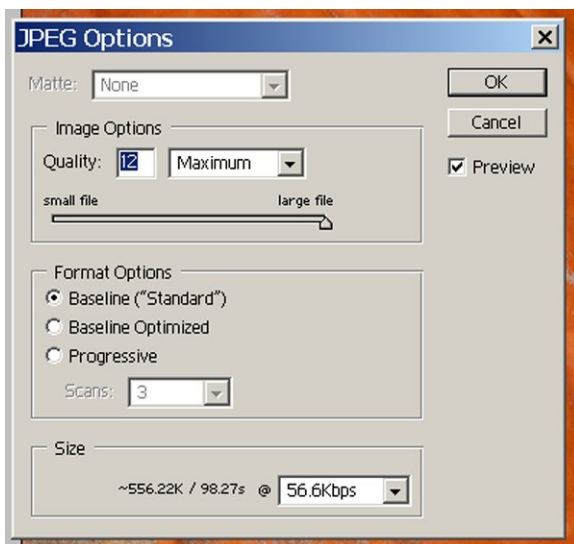 JPEG Options
Matte: None
OK
Image Options
Cancel
Quality: 12 Maximum
Preview
small file large file
Format Options
Baseline ("Standard")
Baseline Optimized
Progressive
Scans: 3
Size
~556.22K / 98.27s @ 56.6Kbps